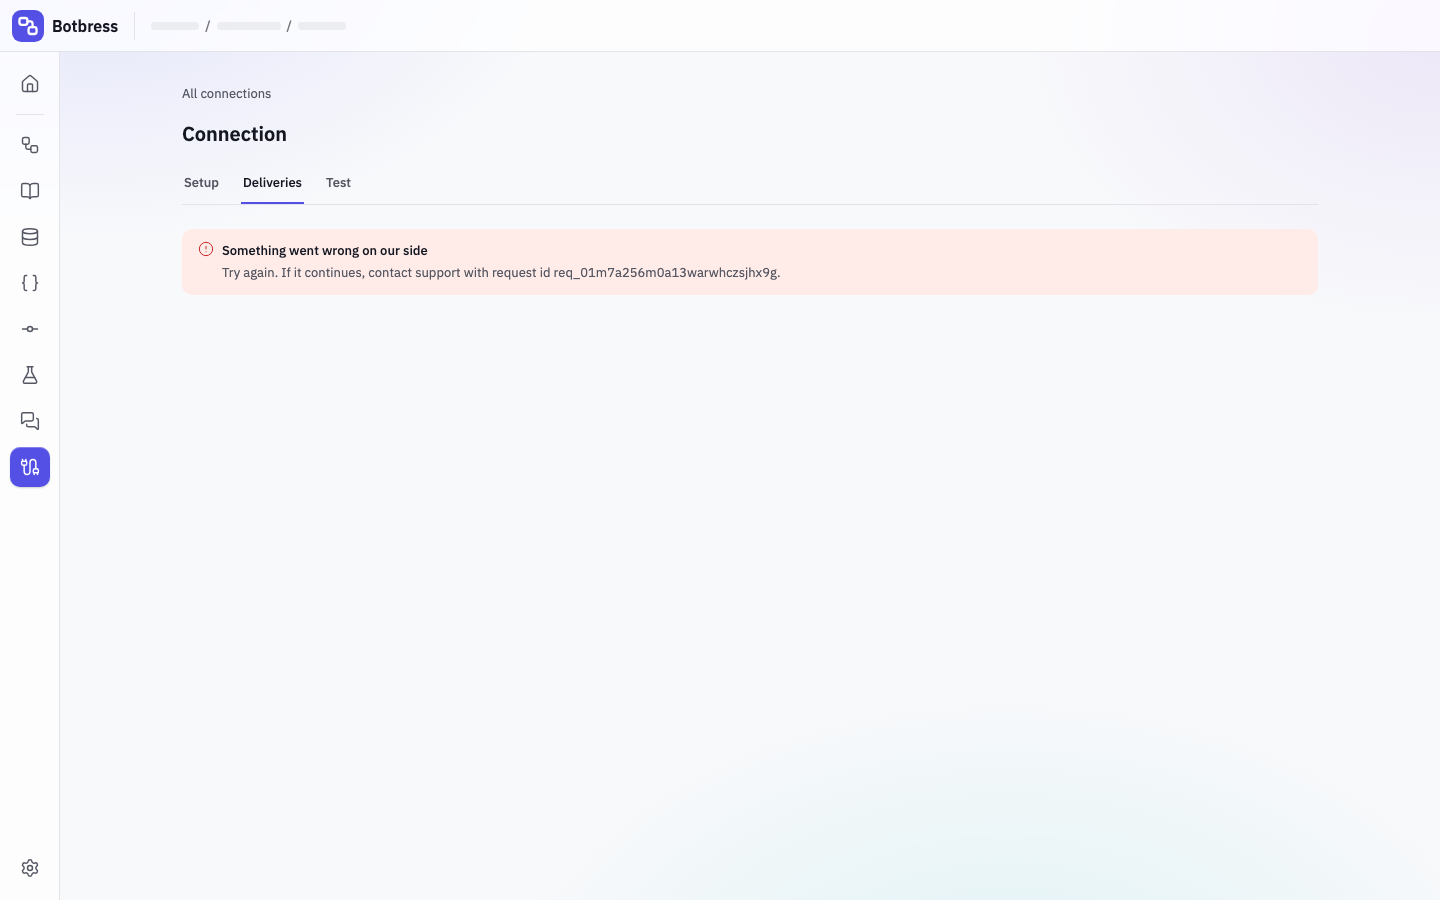 Botbress
/ /
All connections
Connection
Setup Deliveries Test
Something went wrong on our side
Try again. If it continues, contact support with request id req_01m7a256m0a13warwhczsjhx9g.